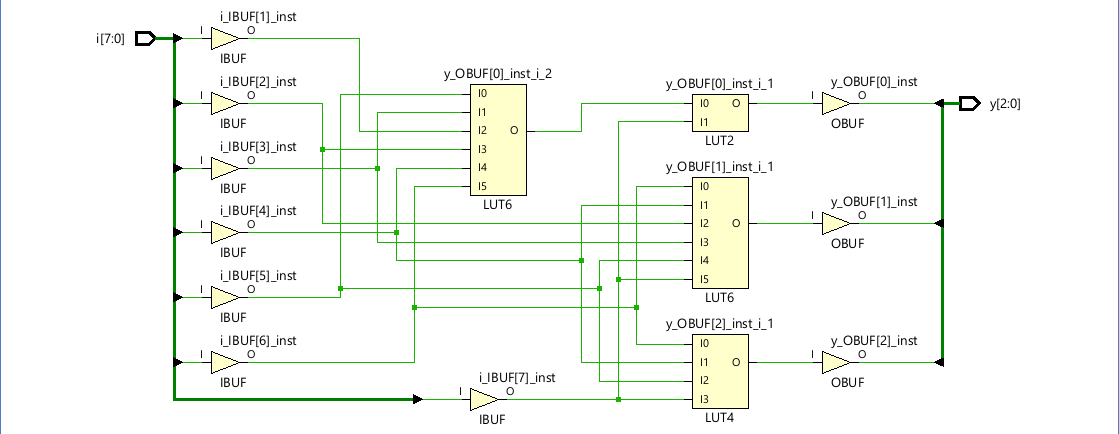 i_IBUF[1]_inst
i[7:0]
I
O
IBUF
i_IBUF[2]_inst
I
O
IBUF
i_IBUF[3]_inst
I
O
IBUF
i_IBUF[4]_inst
I
O
IBUF
i_IBUF[5]_inst
I
O
IBUF
i_IBUF[6]_inst
I
O
IBUF
i_IBUF[7]_inst
I
O
IBUF
y_OBUF[0]_inst_i_2
I0
I1
I2
O
I3
I4
I5
LUT6
y_OBUF[0]_inst_i_1
I0
O
I1
LUT2
y_OBUF[1]_inst_i_1
I0
I1
I2
O
I3
I4
I5
LUT6
y_OBUF[2]_inst_i_1
I0
I1
O
I2
I3
LUT4
y_OBUF[0]_inst
I
O
OBUF
y_OBUF[1]_inst
I
O
OBUF
y_OBUF[2]_inst
I
O
OBUF
y[2:0]